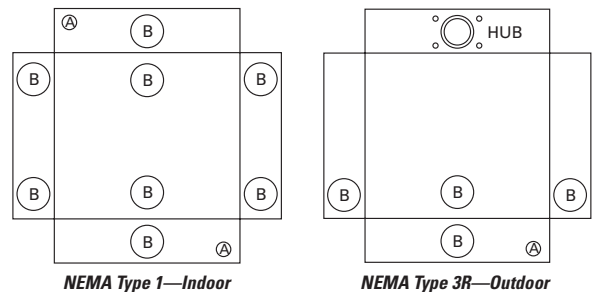 A B
B B B
B B B
B A
NEMA Type 1—Indoor
HUB
B B B
B A
NEMA Type 3R—Outdoor